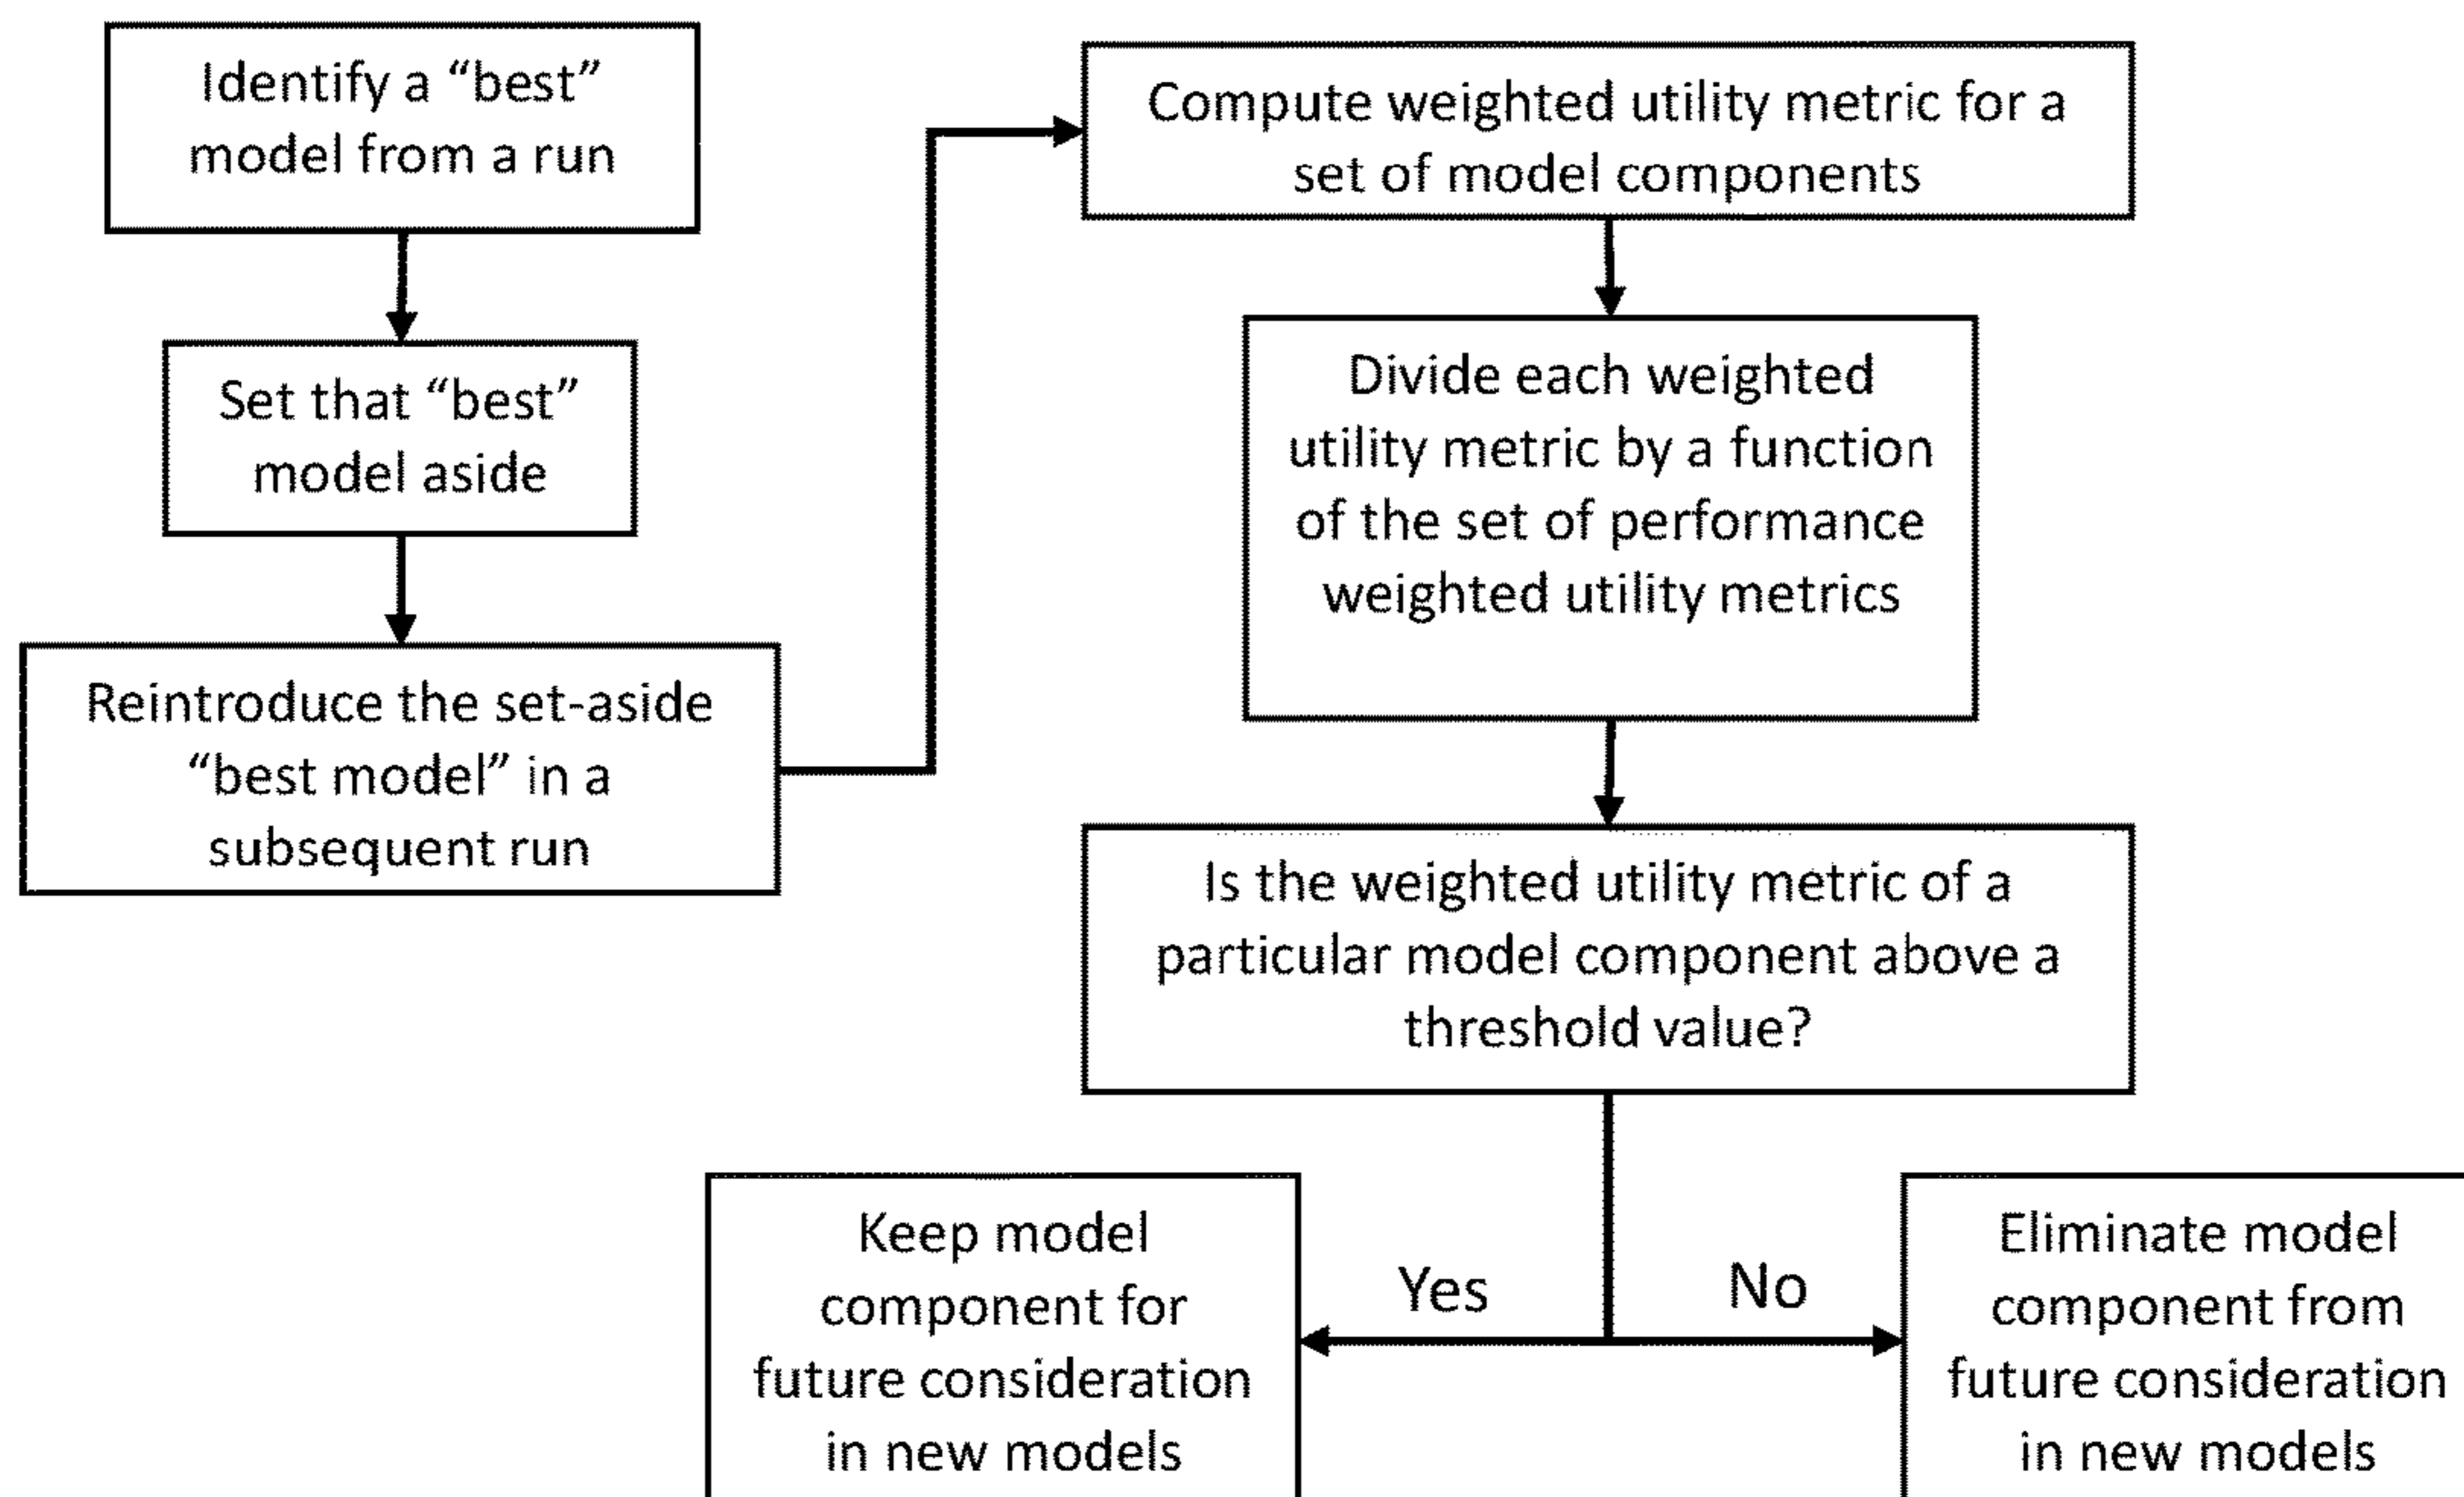 Identify a “best”
model from a run
Set that “best”
model aside
Reintroduce the set-aside
“best model” in a
subsequent run
Compute weighted utility metric for a
set of model components
Divide each weighted
utility metric by a function
of the set of performance
weighted utility metrics
Is the weighted utility metric of a
particular model component above a
threshold value?
Yes
No
Keep model
component for
future consideration
in new models
Eliminate model
component from
future consideration
in new models